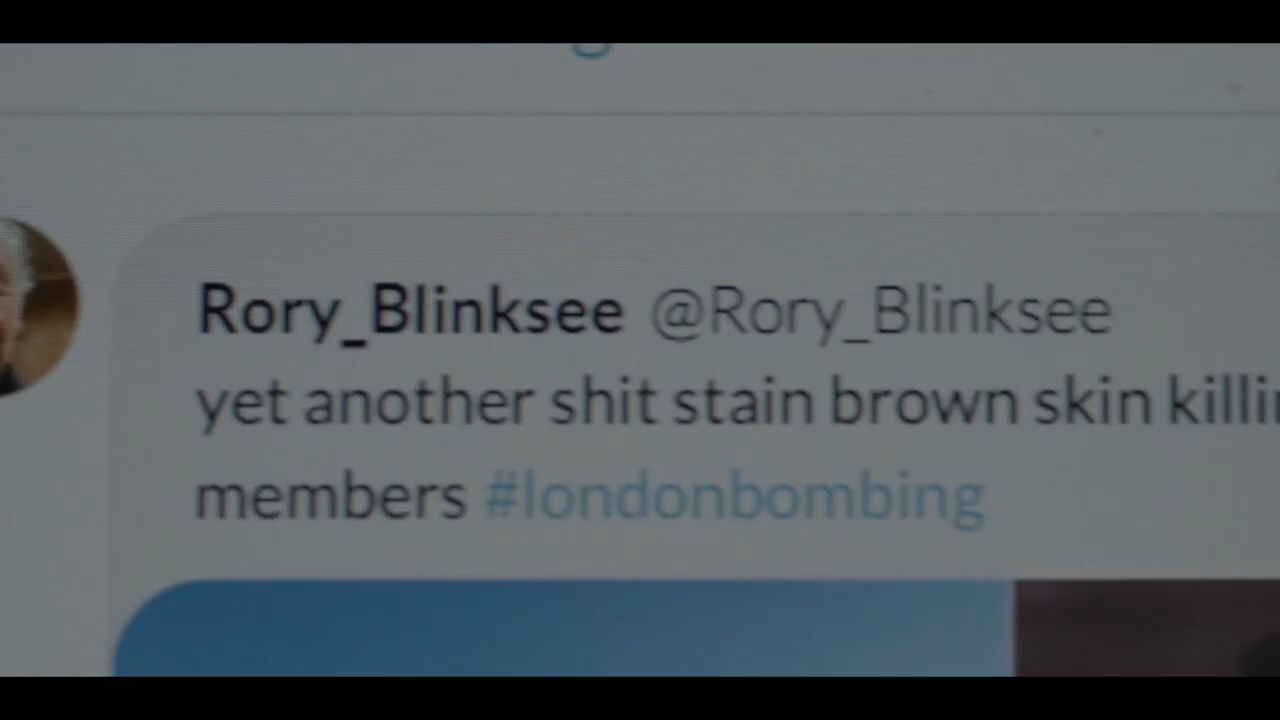 Rory_Blinksee @Rory_Blinksee
yet another shit stain brown skin
members #londonbombing